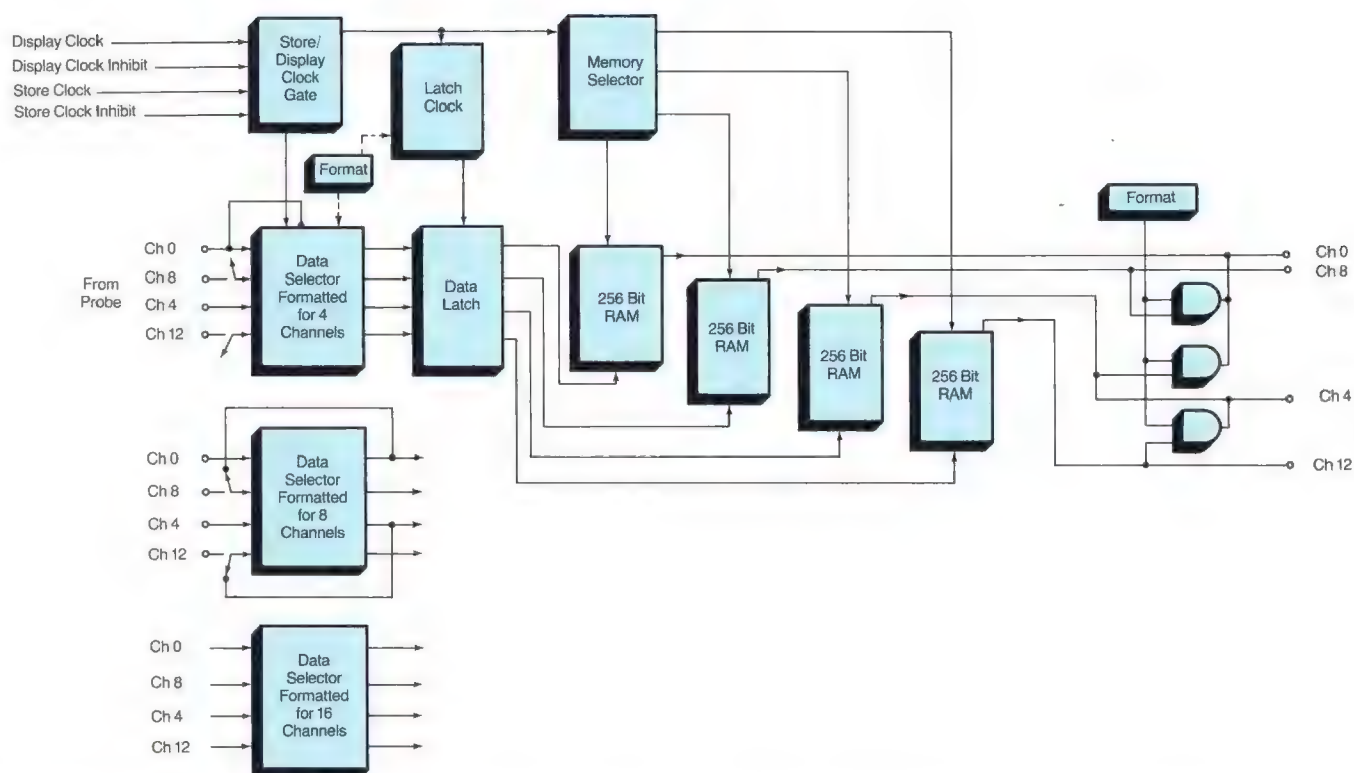 Display Clock
Display Clock Inhibit
Store Clock
Store Clock Inhibit
Store/
Display
Clock
Gate
Latch
Clock
Memory
Selector
Format
Format
From
Probe
Ch 0
Ch 8
Ch 4
Ch 12
Data
Selector
Formatted
for 4
Channels
Data
Latch
256 Bit
RAM
256 Bit
RAM
256 Bit
RAM
256 Bit
RAM
Ch 0
Ch 8
Ch 4
Ch 12
Ch 0
Ch 8
Ch 4
Ch 12
Data
Selector
Formatted
for 8
Channels
Ch 0
Ch 8
Ch 4
Ch 12
Data
Selector
Formatted
for 16
Channels